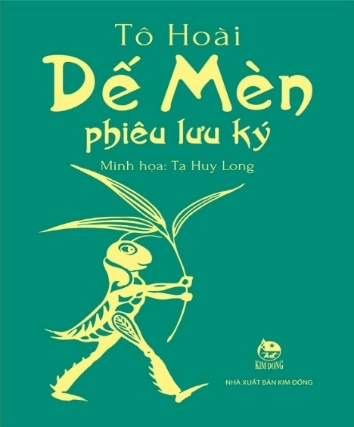 Tô Hoài
Dế Mèn
phiêu lưu ký
Minh họa: Tạ Huy Long
KIM ĐỒNG
NHÀ XUẤT BẢN KIM ĐỒNG